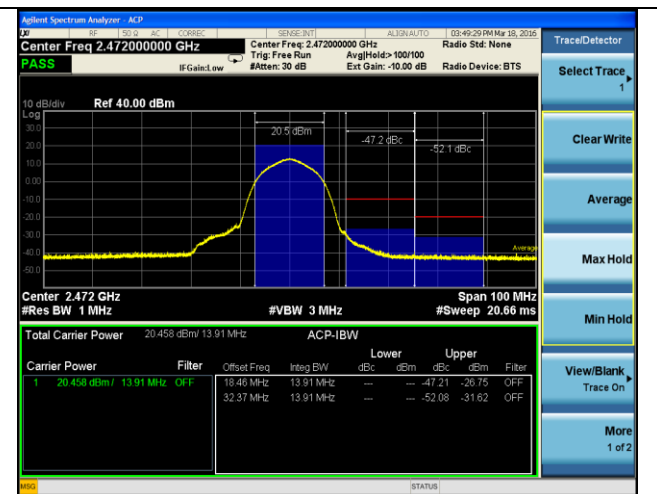 Agilent Spectrum Analyzer - ACP
LXI RF 50 Ω AC CORREC SENSE:INT ALIGN AUTO 03:49:29 PM Mar 18, 2016
Center Freq 2.472000000 GHz
Center Freq: 2.472000000 GHz
Radio Std: None
Trig: Free Run
Avg|Hold:> 100/100
PASS
IFGain:Low
#Atten: 30 dB
Ext Gain: -10.00 dB
Radio Device: BTS
10 dB/div Ref 40.00 dBm
Log
30.0
20.0
10.0
0.00
-10.0
-20.0
-30.0
-40.0
-50.0
20.5 dBm
-47.2 dBc
-52.1 dBc
Average
Center 2.472 GHz
Span 100 MHz
#Res BW 1 MHz
#VBW 3 MHz
#Sweep 20.66 ms
Total Carrier Power 20.458 dBm/ 13.91 MHz ACP-IBW
Lower Upper
Carrier Power Filter Offset Freq Integ BW dBc dBm dBc dBm Filter
1 20.458 dBm / 13.91 MHz OFF 18.46 MHz 13.91 MHz --- --- -47.21 -26.75 OFF
32.37 MHz 13.91 MHz --- --- -52.08 -31.62 OFF
MSG
STATUS
Trace/Detector
Select Trace
1
Clear Write
Average
Max Hold
Min Hold
View/Blank
Trace On
More
1 of 2